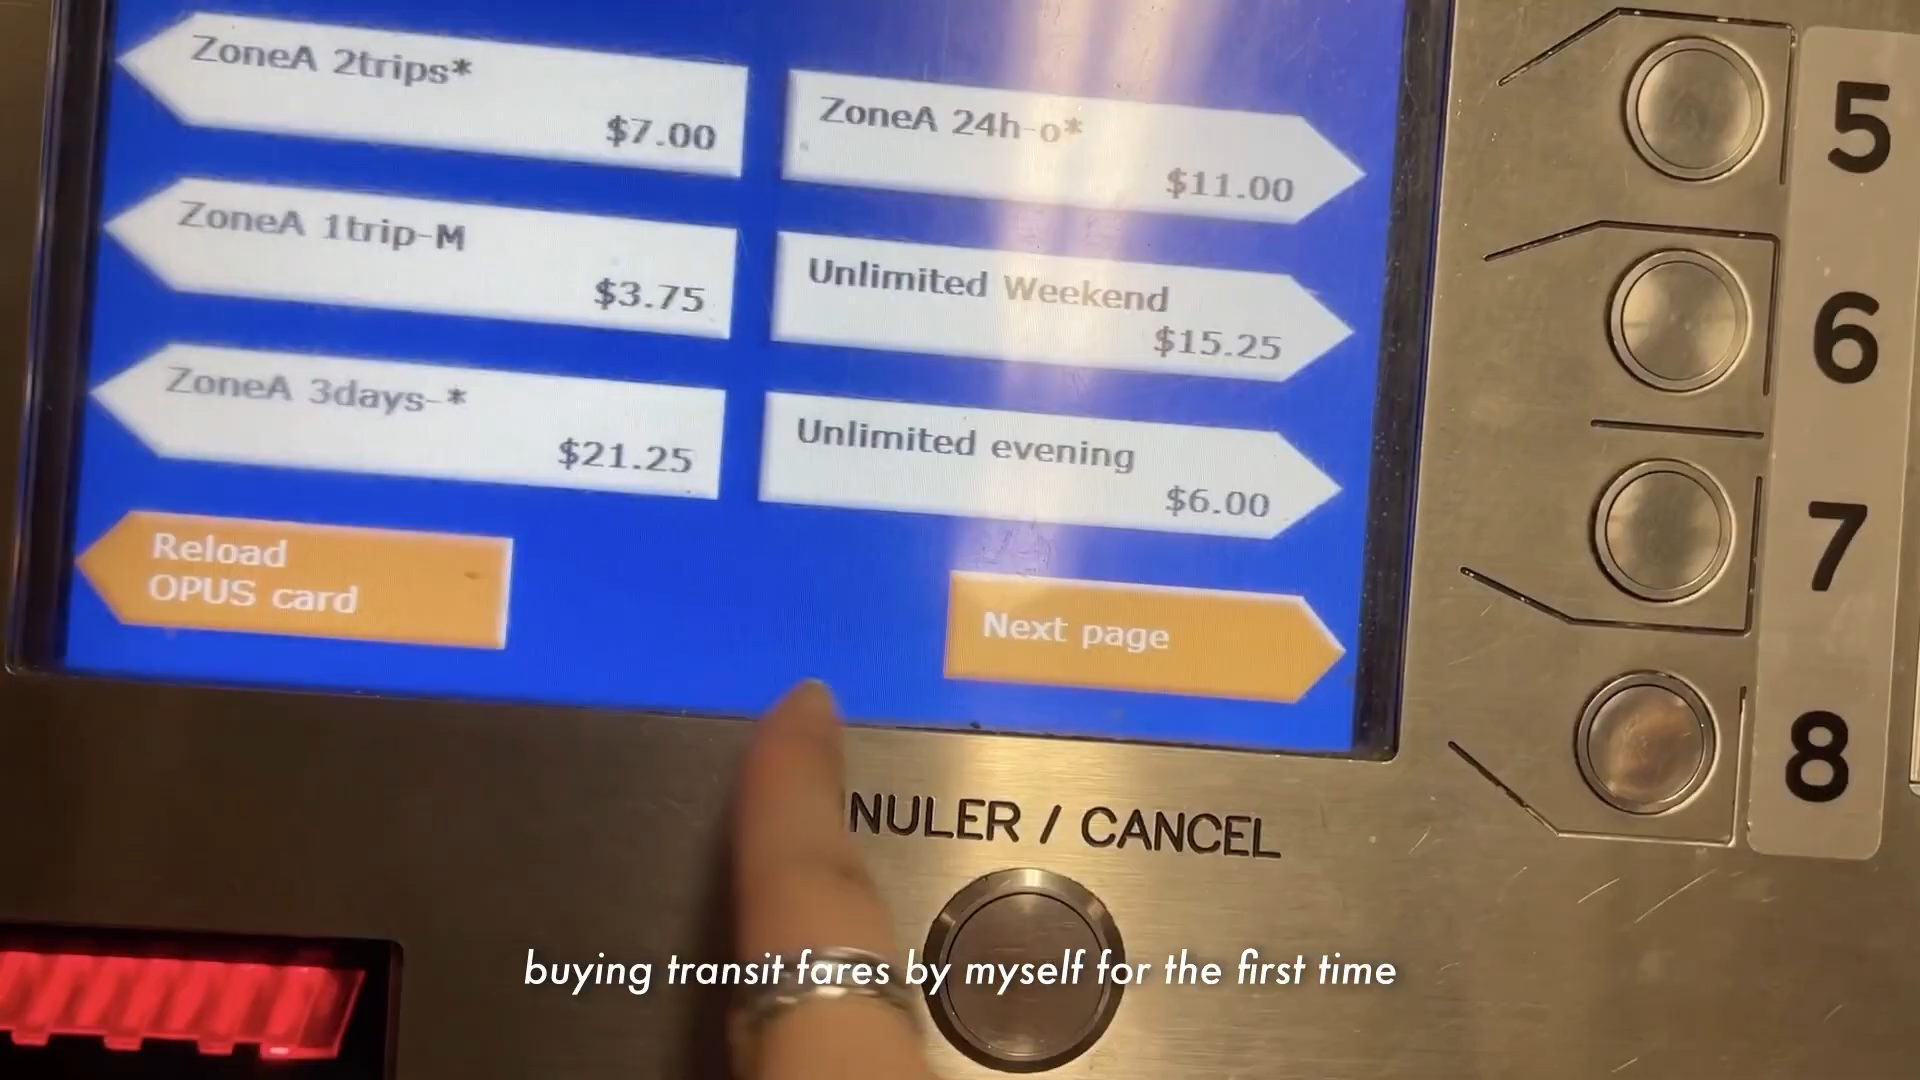 ZoneA 2trips*
$7.00
ZoneA 24h-o*
$11.00
ZoneA 1trip-M
$3.75
Unlimited Weekend
$15.25
ZoneA 3days-*
$21.25
Unlimited evening
$6.00
Reload
OPUS card
Next page
5
6
7
8
NULER / CANCEL
buying transit fares by myself for the first time